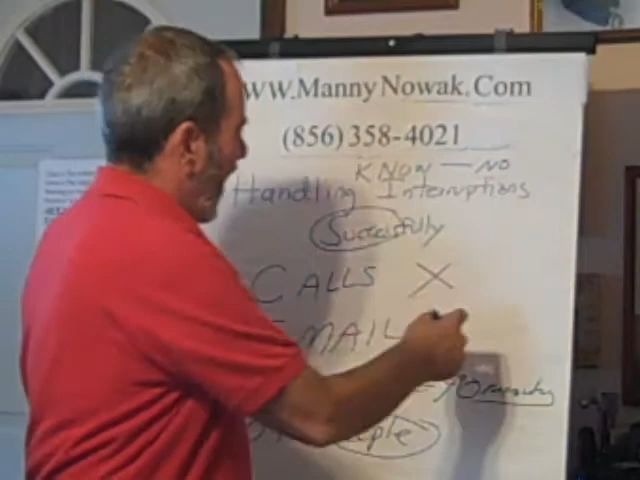 WWW.MannyNowak.Com
(856) 358-4021
KNOW — NO
Handling Interruptions
Successfully
CALLS X
EMAIL
=
People